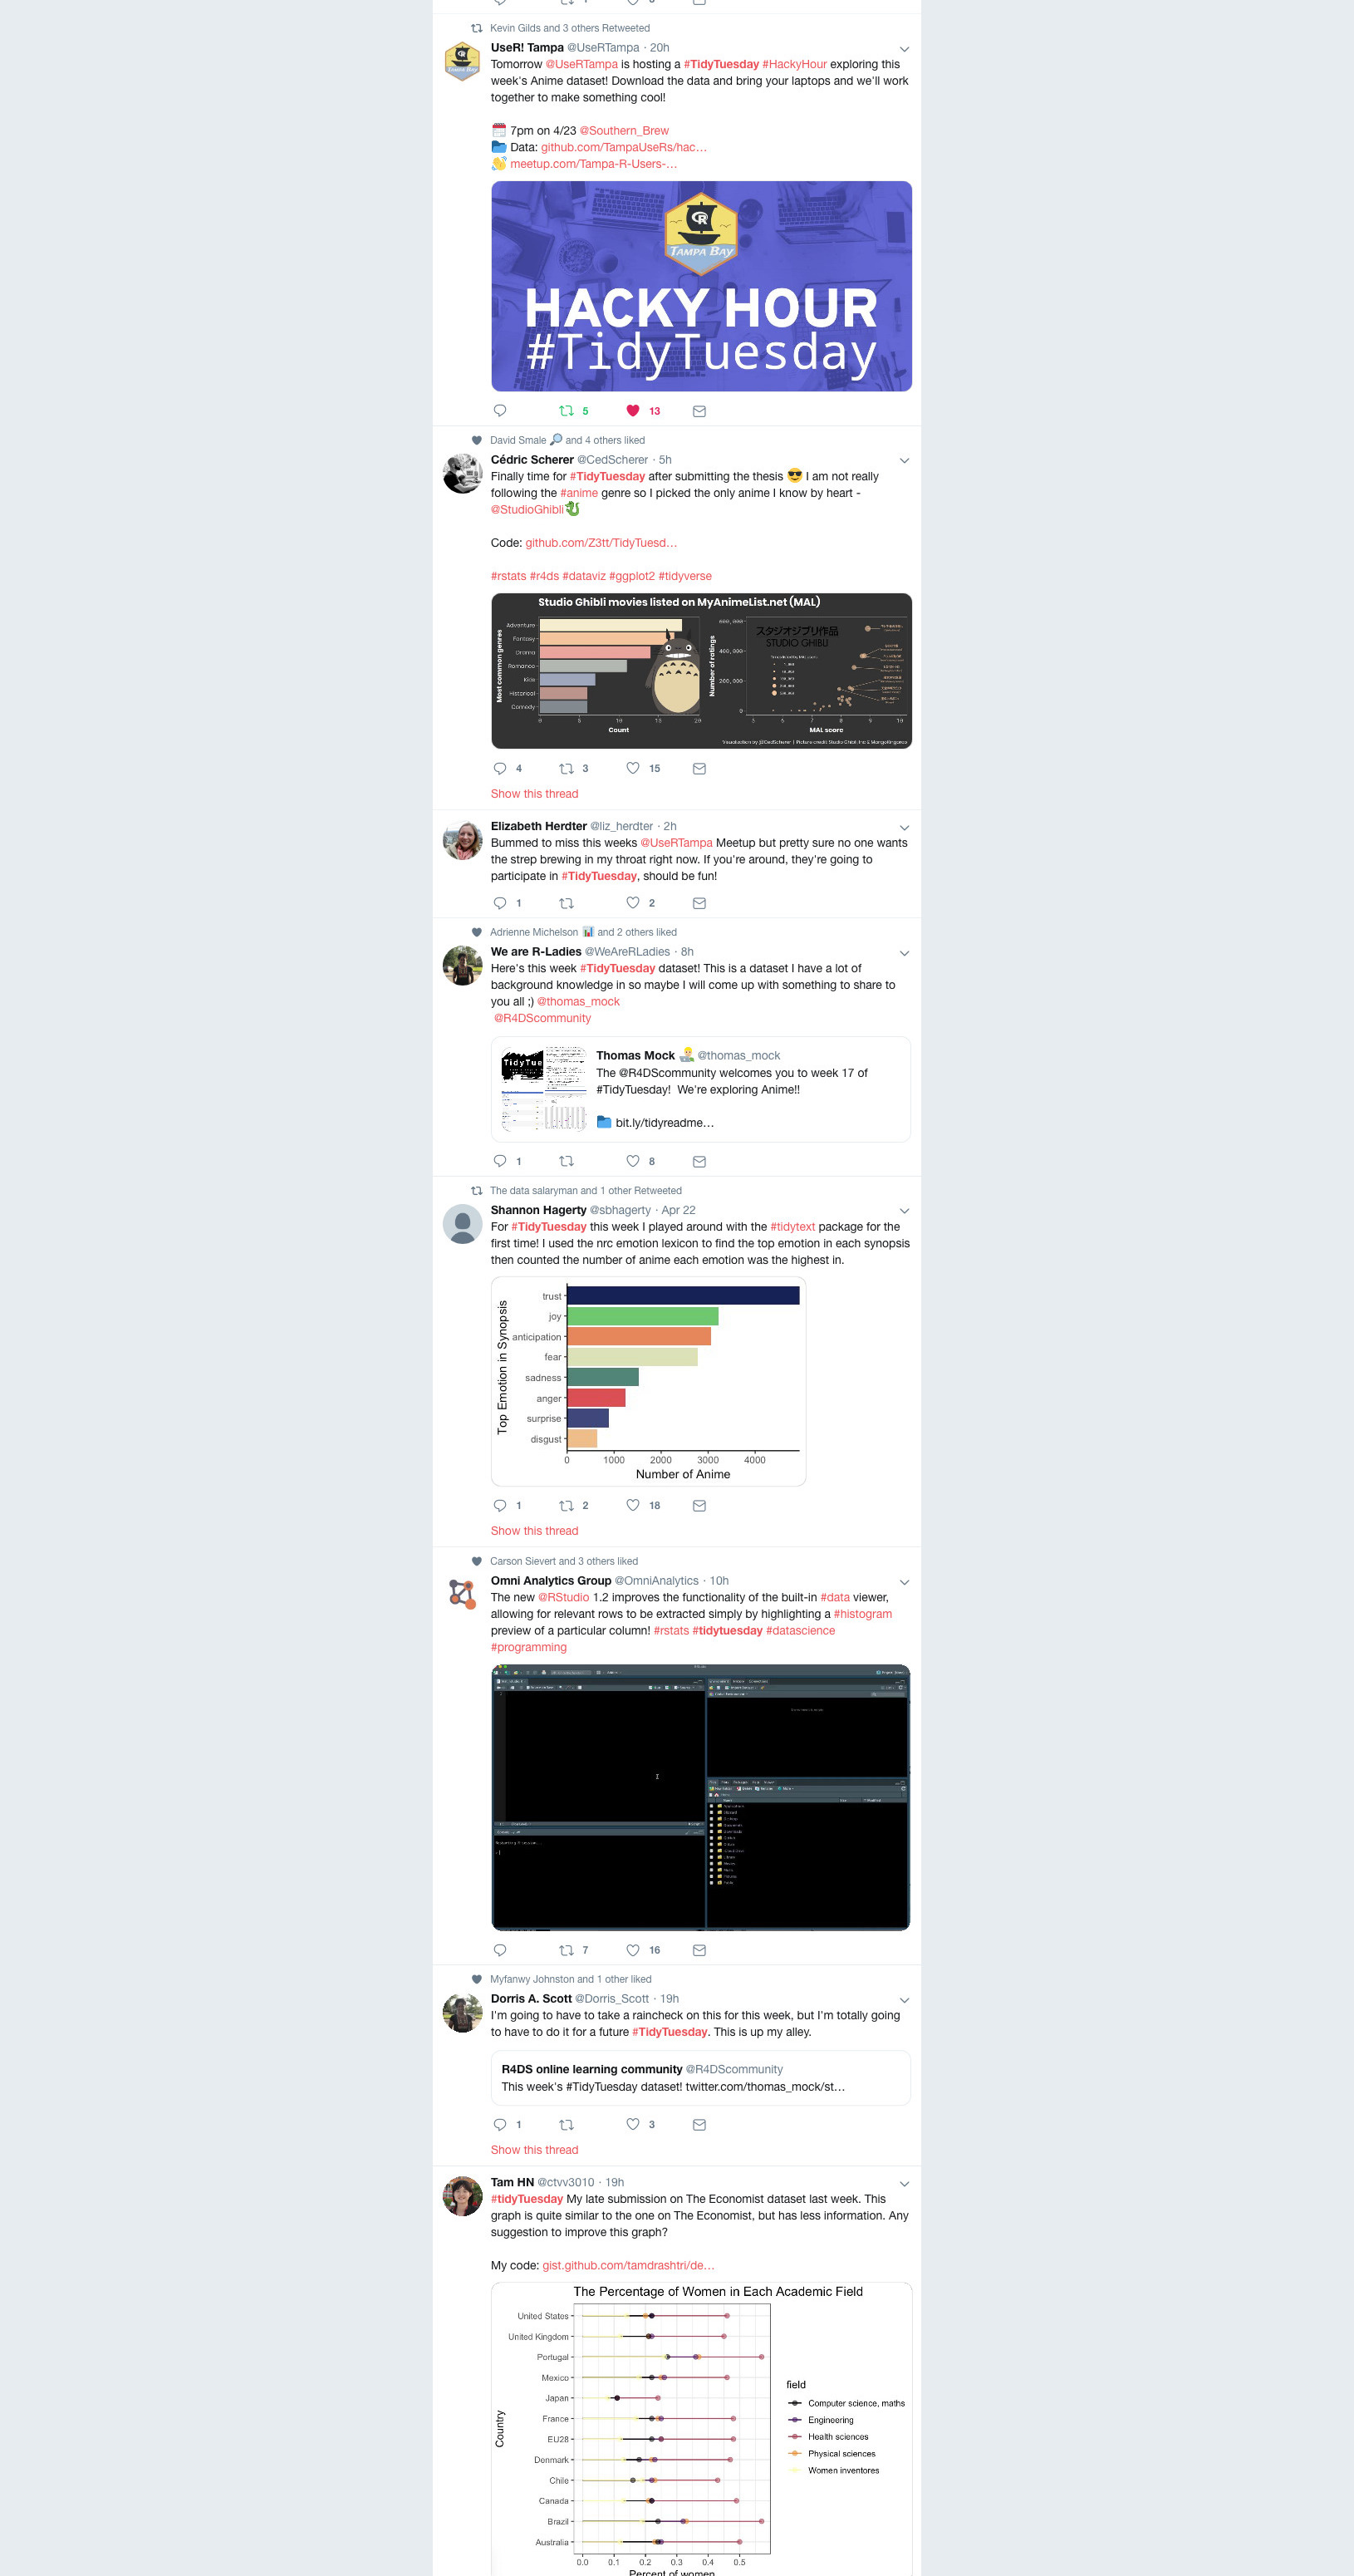 Kevin Gilds and 3 others Retweeted
UseR! Tampa @UseRTampa · 20h
Tomorrow @UseRTampa is hosting a #TidyTuesday #HackyHour exploring this
week's Anime dataset! Download the data and bring your laptops and we'll work
together to make something cool!
7pm on 4/23 @Southern_Brew
Data: github.com/TampaUseRs/hac…
meetup.com/Tampa-R-Users-…
R
TAMPA BAY
HACKY HOUR
#TidyTuesday
5 13
David Smale 🔎 and 4 others liked
Cédric Scherer @CedScherer · 5h
Finally time for #TidyTuesday after submitting the thesis 😎 I am not really
following the #anime genre so I picked the only anime I know by heart -
@StudioGhibli🐉
Code: github.com/Z3tt/TidyTuesd…
#rstats #r4ds #dataviz #ggplot2 #tidyverse
Studio Ghibli movies listed on MyAnimeList.net (MAL)
Most common genres
Adventure
Fantasy
Drama
Romance
Kids
Historical
Comedy
0 5 10 15 20
Count
Number of ratings
600,000
400,000
200,000
0
スタジオジブリ作品
STUDIO GHIBLI
5 6 7 8 9 10
MAL score
4 3 15
Show this thread
Elizabeth Herdter @liz_herdter · 2h
Bummed to miss this weeks @UseRTampa Meetup but pretty sure no one wants
the strep brewing in my throat right now. If you're around, they're going to
participate in #TidyTuesday, should be fun!
1 2
Adrienne Michelson 📊 and 2 others liked
We are R-Ladies @WeAreRLadies · 8h
Here's this week #TidyTuesday dataset! This is a dataset I have a lot of
background knowledge in so maybe I will come up with something to share to
you all ;) @thomas_mock
@R4DScommunity
TidyTue
Thomas Mock @thomas_mock
The @R4DScommunity welcomes you to week 17 of
#TidyTuesday! We're exploring Anime!!
bit.ly/tidyreadme…
1 8
The data salaryman and 1 other Retweeted
Shannon Hagerty @sbhagerty · Apr 22
For #TidyTuesday this week I played around with the #tidytext package for the
first time! I used the nrc emotion lexicon to find the top emotion in each synopsis
then counted the number of anime each emotion was the highest in.
Top Emotion in Synopsis
trust
joy
anticipation
fear
sadness
anger
surprise
disgust
0 1000 2000 3000 4000
Number of Anime
1 2 18
Show this thread
Carson Sievert and 3 others liked
Omni Analytics Group @OmniAnalytics · 10h
The new @RStudio 1.2 improves the functionality of the built-in #data viewer,
allowing for relevant rows to be extracted simply by highlighting a #histogram
preview of a particular column! #rstats #tidytuesday #datascience
#programming
7 16
Myfanwy Johnston and 1 other liked
Dorris A. Scott @Dorris_Scott · 19h
I'm going to have to take a raincheck on this for this week, but I'm totally going
to have to do it for a future #TidyTuesday. This is up my alley.
R4DS online learning community @R4DScommunity
This week's #TidyTuesday dataset! twitter.com/thomas_mock/st…
1 3
Show this thread
Tam HN @ctvv3010 · 19h
#tidyTuesday My late submission on The Economist dataset last week. This
graph is quite similar to the one on The Economist, but has less information. Any
suggestion to improve this graph?
My code: gist.github.com/tamdrashtri/de…
The Percentage of Women in Each Academic Field
Country
United States
United Kingdom
Portugal
Mexico
Japan
France
EU28
Denmark
Chile
Canada
Brazil
Australia
0.0 0.1 0.2 0.3 0.4 0.5
Percent of women
field
Computer science, maths
Engineering
Health sciences
Physical sciences
Women inventores